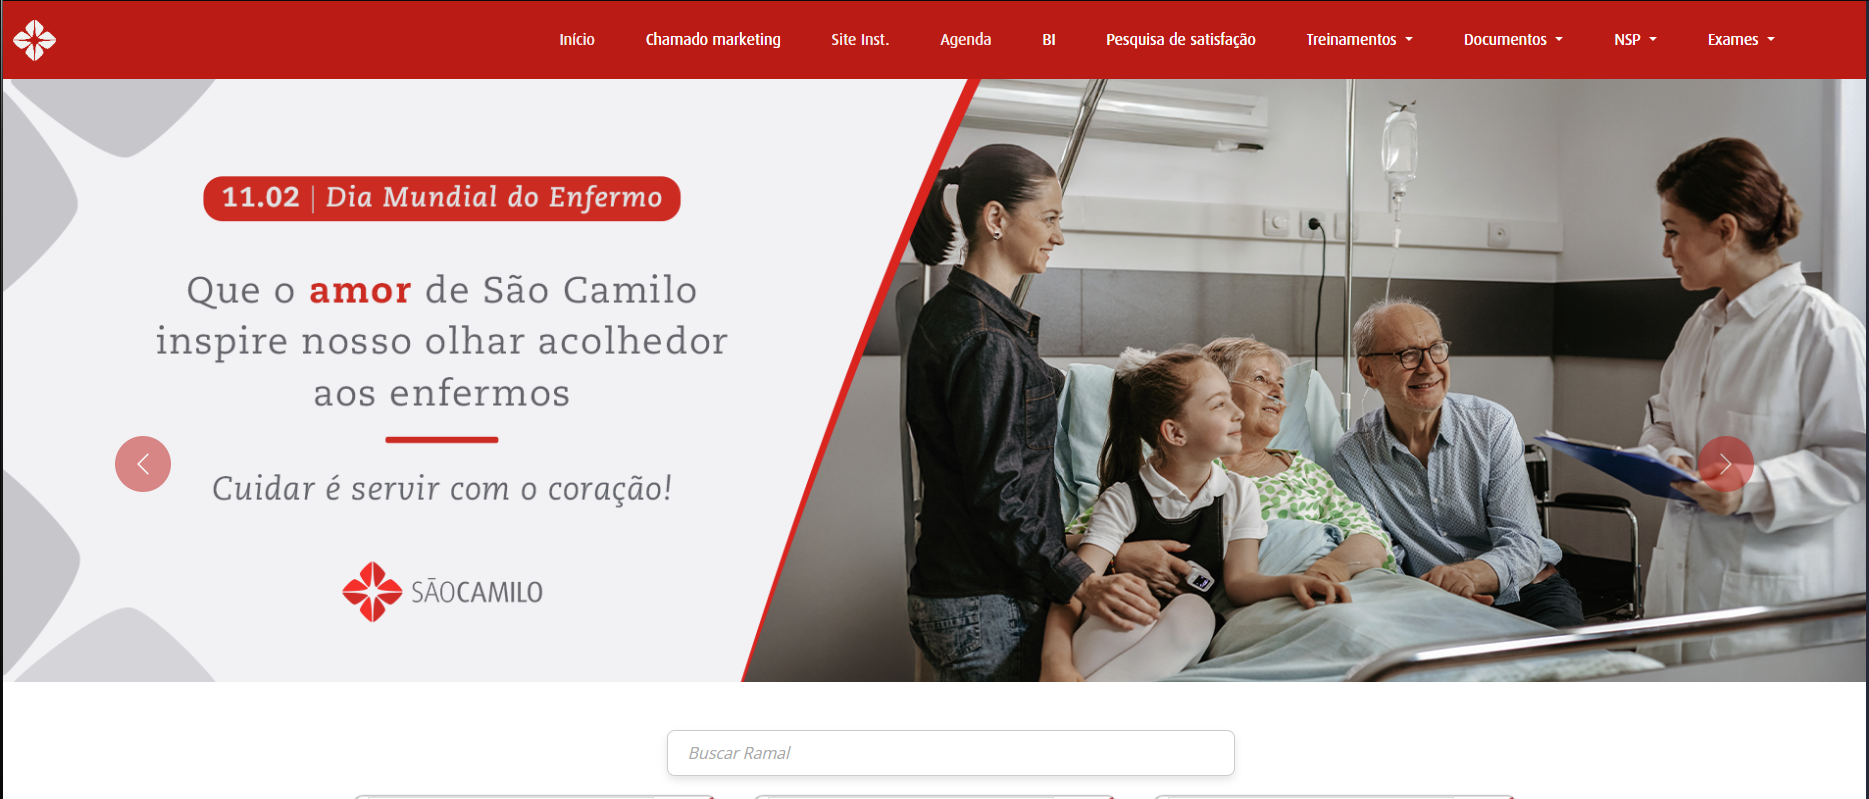 Início Chamado marketing Site Inst. Agenda BI Pesquisa de satisfação Treinamentos Documentos NSP Exames
11.02 | Dia Mundial do Enfermo
Que o amor de São Camilo
inspire nosso olhar acolhedor
aos enfermos
Cuidar é servir com o coração!
SÃOCAMILO
Buscar Ramal